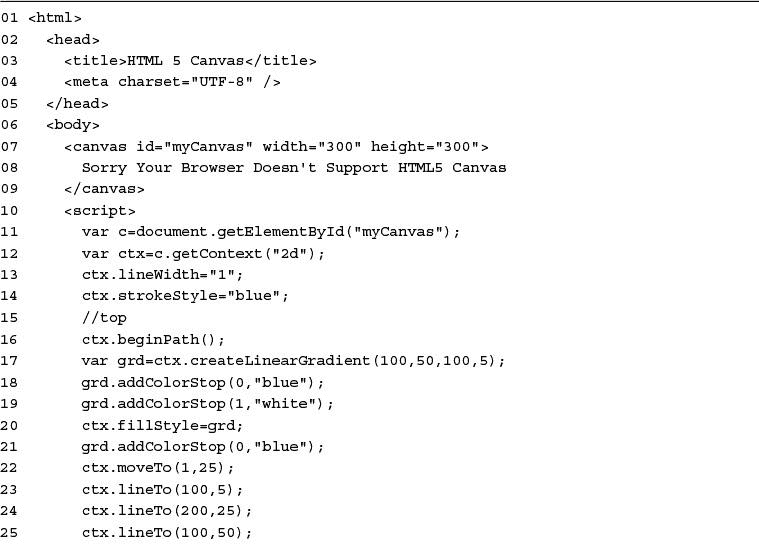 01 <html>
02   <head>
03     <title>HTML 5 Canvas</title>
04     <meta charset="UTF-8" />
05   </head>
06   <body>
07     <canvas id="myCanvas" width="300" height="300">
08       Sorry Your Browser Doesn't Support HTML5 Canvas
09     </canvas>
10     <script>
11       var c=document.getElementById("myCanvas");
12       var ctx=c.getContext("2d");
13       ctx.lineWidth="1";
14       ctx.strokeStyle="blue";
15       //top
16       ctx.beginPath();
17       var grd=ctx.createLinearGradient(100,50,100,5);
18       grd.addColorStop(0,"blue");
19       grd.addColorStop(1,"white");
20       ctx.fillStyle=grd;
21       grd.addColorStop(0,"blue");
22       ctx.moveTo(1,25);
23       ctx.lineTo(100,5);
24       ctx.lineTo(200,25);
25       ctx.lineTo(100,50);